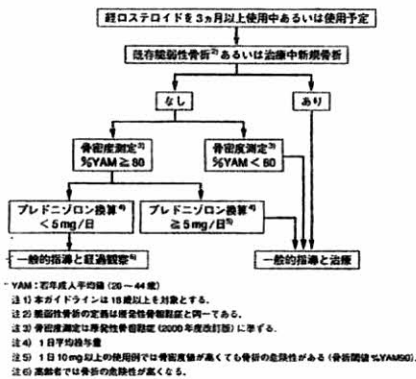 経口ステロイドを3ヵ月以上使用中あるいは使用予定
既存脆弱性骨折2)あるいは治療中新規骨折
なし
あり
骨密度測定3)
%YAM≧80
骨密度測定3)
%YAM<80
プレドニゾロン換算4)
<5mg/日
プレドニゾロン換算4)
≧5mg/日5)
一般的指導と経過観察6)
一般的指導と治療
YAM:若年成人平均値(20〜44歳)
注1)本ガイドラインは18歳以上を対象とする。
注2)脆弱性骨折の定義は原発性骨粗鬆症と同一である。
注3)骨密度測定は原発性骨粗鬆症(2000年度改訂版)に準ずる。
注4)1日平均投与量
注5)1日10mg以上の使用例では骨密度値が高くても骨折の危険性がある(骨折閾値%YAM90)。
注6)高齢者では骨折の危険性が高くなる。